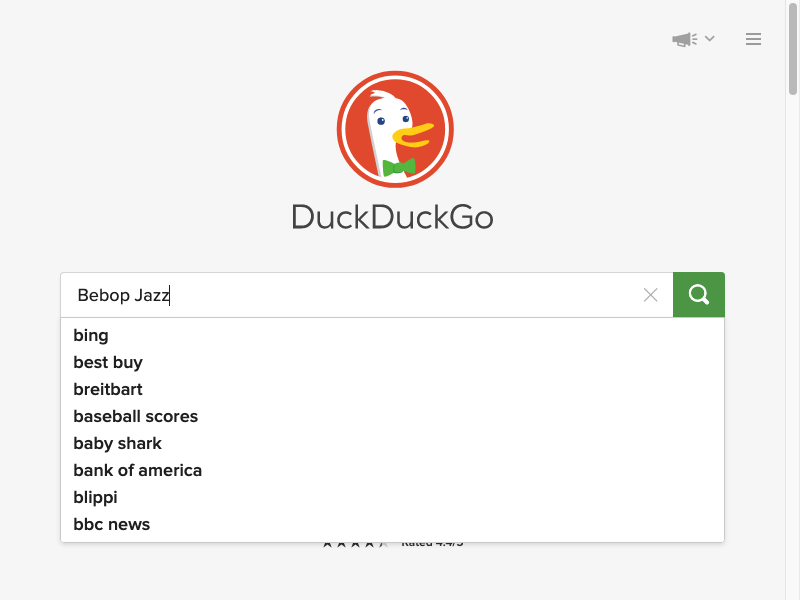 DuckDuckGo
Bebop Jazz
bing
best buy
breitbart
baseball scores
baby shark
bank of america
blippi
bbc news
Rated 4.4/5